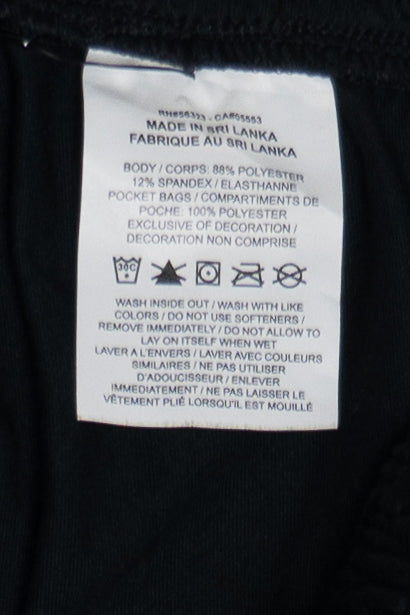 RN#56323 - CA#05553
MADE IN SRI LANKA
FABRIQUE AU SRI LANKA
BODY / CORPS: 88% POLYESTER
12% SPANDEX / ELASTHANNE
POCKET BAGS / COMPARTIMENTS DE
POCHE: 100% POLYESTER
EXCLUSIVE OF DECORATION /
DECORATION NON COMPRISE
30C
WASH INSIDE OUT / WASH WITH LIKE
COLORS / DO NOT USE SOFTENERS /
REMOVE IMMEDIATELY / DO NOT ALLOW TO
LAY ON ITSELF WHEN WET
LAVER A L'ENVERS / LAVER AVEC COULEURS
SIMILAIRES / NE PAS UTILISER
D'ADOUCISSEUR / ENLEVER
IMMEDIATEMENT / NE PAS LAISSER LE
VÊTEMENT PLIÉ LORSQU'IL EST MOUILLÉ